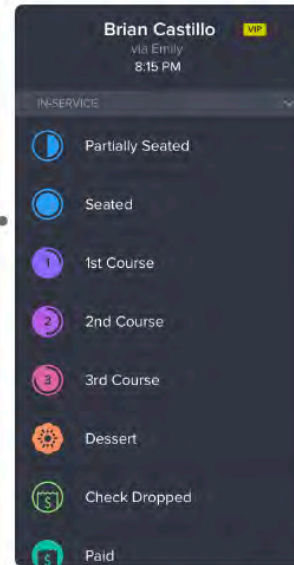 Brian Castillo VIP
via Emily
8:15 PM
IN-SERVICE
Partially Seated
Seated
1 1st Course
2 2nd Course
3 3rd Course
Dessert
$ Check Dropped
$ Paid